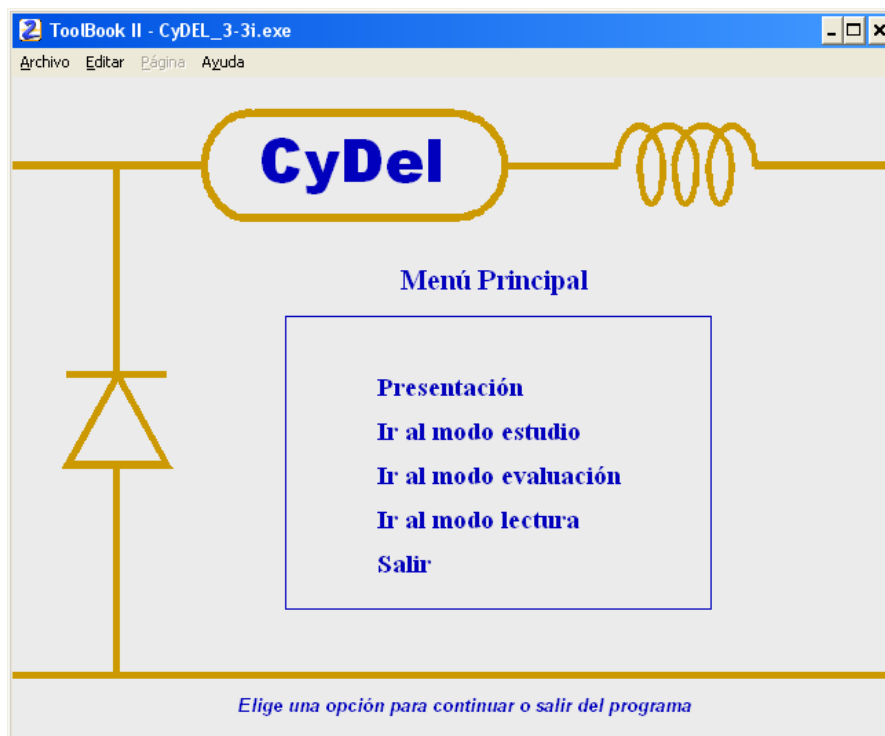 ToolBook II - CyDEL_3-3i.exe
Archivo Editar Página Ayuda
CyDel
Menú Principal
Presentación
Ir al modo estudio
Ir al modo evaluación
Ir al modo lectura
Salir
Elige una opción para continuar o salir del programa